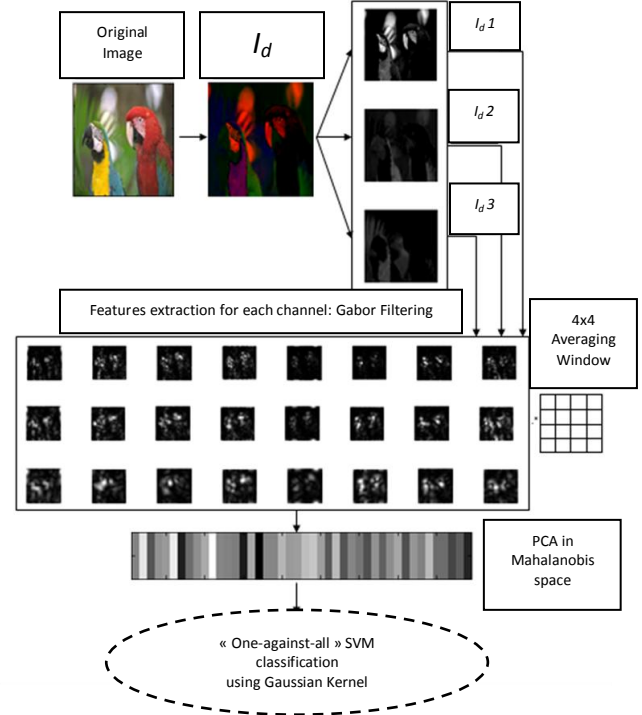 Original
Image
I_d
I_d 1
I_d 2
I_d 3
Features extraction for each channel: Gabor Filtering
4x4
Averaging
Window
PCA in
Mahalanobis
space
« One-against-all » SVM
classification
using Gaussian Kernel